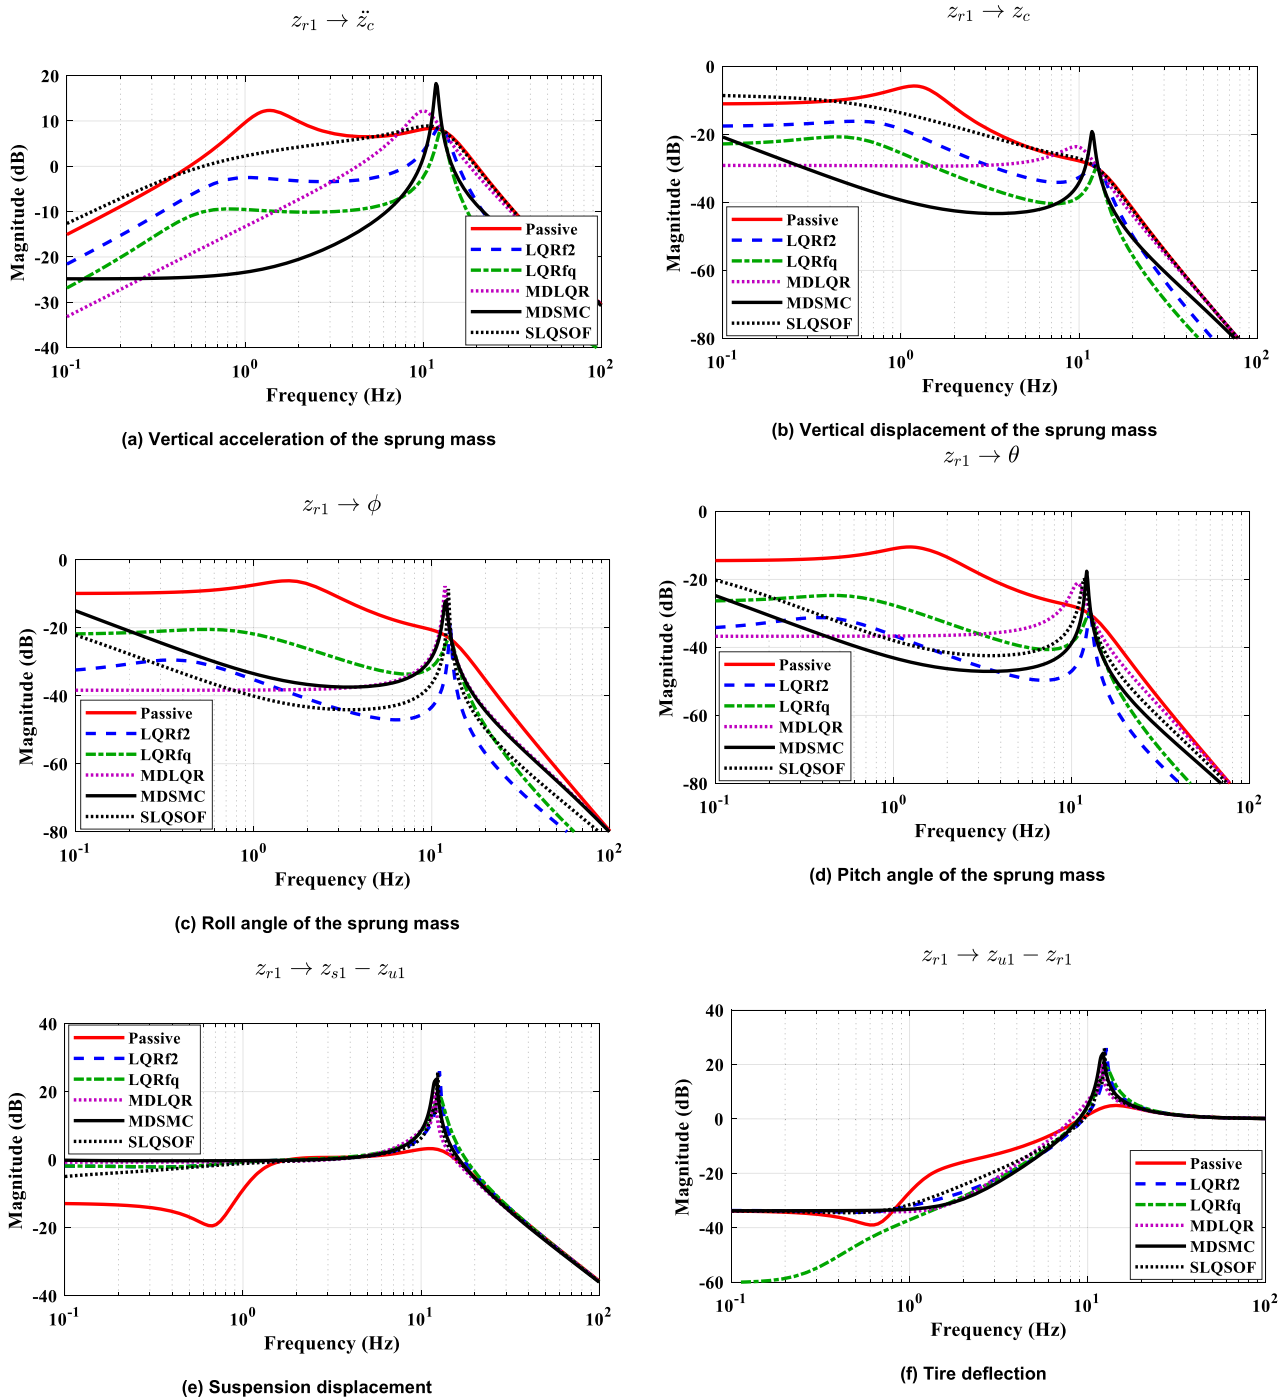 z_{r1} → z̈_c
Magnitude (dB)
20
10
0
-10
-20
-30
-40
Passive
LQRf2
LQRfq
MDLQR
MDSMC
SLQSOF
10^{-1} 10^{0} 10^{1} 10^{2}
Frequency (Hz)
(a) Vertical acceleration of the sprung mass
z_{r1} → z_c
Magnitude (dB)
0
-20
-40
-60
-80
Passive
LQRf2
LQRfq
MDLQR
MDSMC
SLQSOF
10^{-1} 10^{0} 10^{1} 10^{2}
Frequency (Hz)
(b) Vertical displacement of the sprung mass
z_{r1} → ϕ
Magnitude (dB)
0
-20
-40
-60
-80
Passive
LQRf2
LQRfq
MDLQR
MDSMC
SLQSOF
10^{-1} 10^{0} 10^{1} 10^{2}
Frequency (Hz)
(c) Roll angle of the sprung mass
z_{r1} → θ
Magnitude (dB)
0
-20
-40
-60
-80
Passive
LQRf2
LQRfq
MDLQR
MDSMC
SLQSOF
10^{-1} 10^{0} 10^{1} 10^{2}
Frequency (Hz)
(d) Pitch angle of the sprung mass
z_{r1} → z_{s1} − z_{u1}
Magnitude (dB)
40
20
0
-20
-40
Passive
LQRf2
LQRfq
MDLQR
MDSMC
SLQSOF
10^{-1} 10^{0} 10^{1} 10^{2}
Frequency (Hz)
(e) Suspension displacement
z_{r1} → z_{u1} − z_{r1}
Magnitude (dB)
40
20
0
-20
-40
-60
Passive
LQRf2
LQRfq
MDLQR
MDSMC
SLQSOF
10^{-1} 10^{0} 10^{1} 10^{2}
Frequency (Hz)
(f) Tire deflection